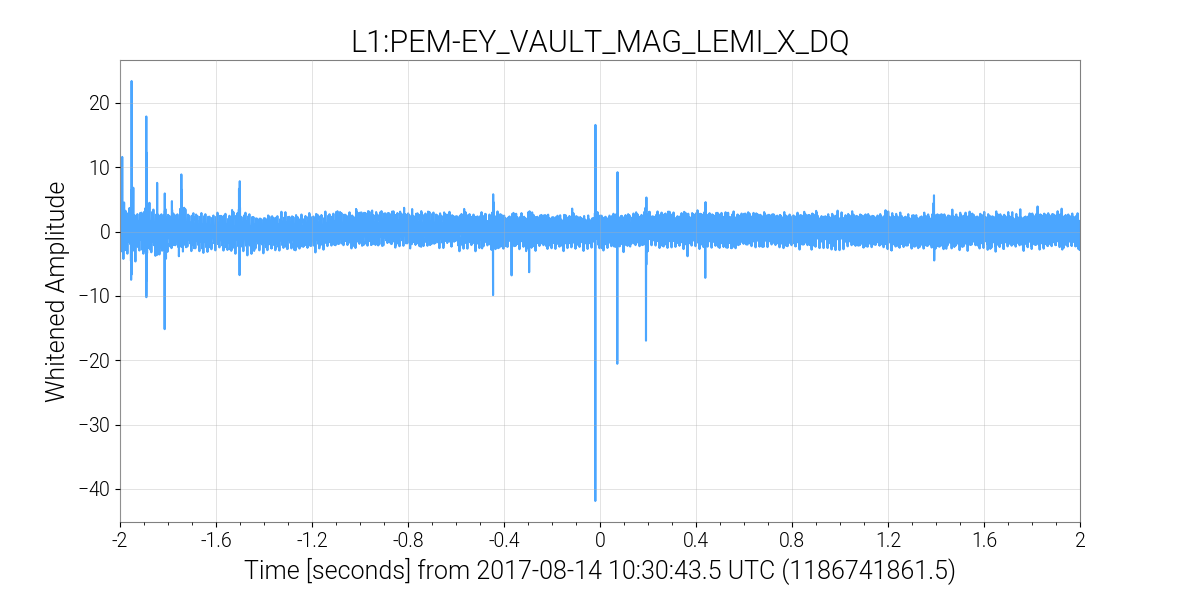 L1:PEM-EY_VAULT_MAG_LEMI_X_DQ
Whitened Amplitude
20
10
0
−10
−20
−30
−40
-2 -1.6 -1.2 -0.8 -0.4 0 0.4 0.8 1.2 1.6 2
Time [seconds] from 2017-08-14 10:30:43.5 UTC (1186741861.5)